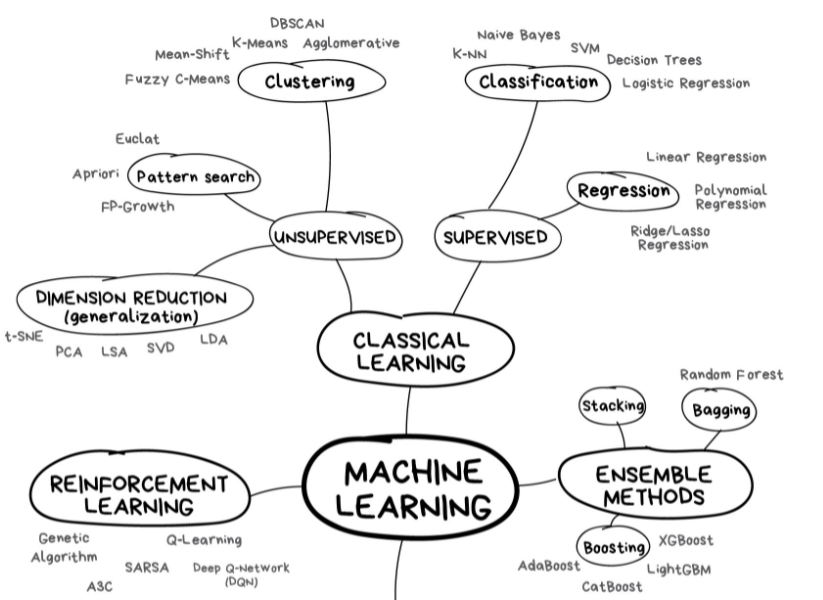 DBSCAN
K-Means
Agglomerative
Mean-Shift
Fuzzy C-Means
Clustering
Naive Bayes
K-NN
SVM
Decision Trees
Classification
Logistic Regression
Euclat
Apriori
Pattern search
FP-Growth
Linear Regression
Regression
Polynomial
Regression
Ridge/Lasso
Regression
UNSUPERVISED
SUPERVISED
DIMENSION REDUCTION
(generalization)
t-SNE
PCA
LSA
SVD
LDA
CLASSICAL
LEARNING
Random Forest
Stacking
Bagging
MACHINE
LEARNING
REINFORCEMENT
LEARNING
Genetic
Algorithm
Q-Learning
SARSA
Deep Q-Network
(DQN)
A3C
ENSEMBLE
METHODS
Boosting
XGBoost
AdaBoost
LightGBM
CatBoost